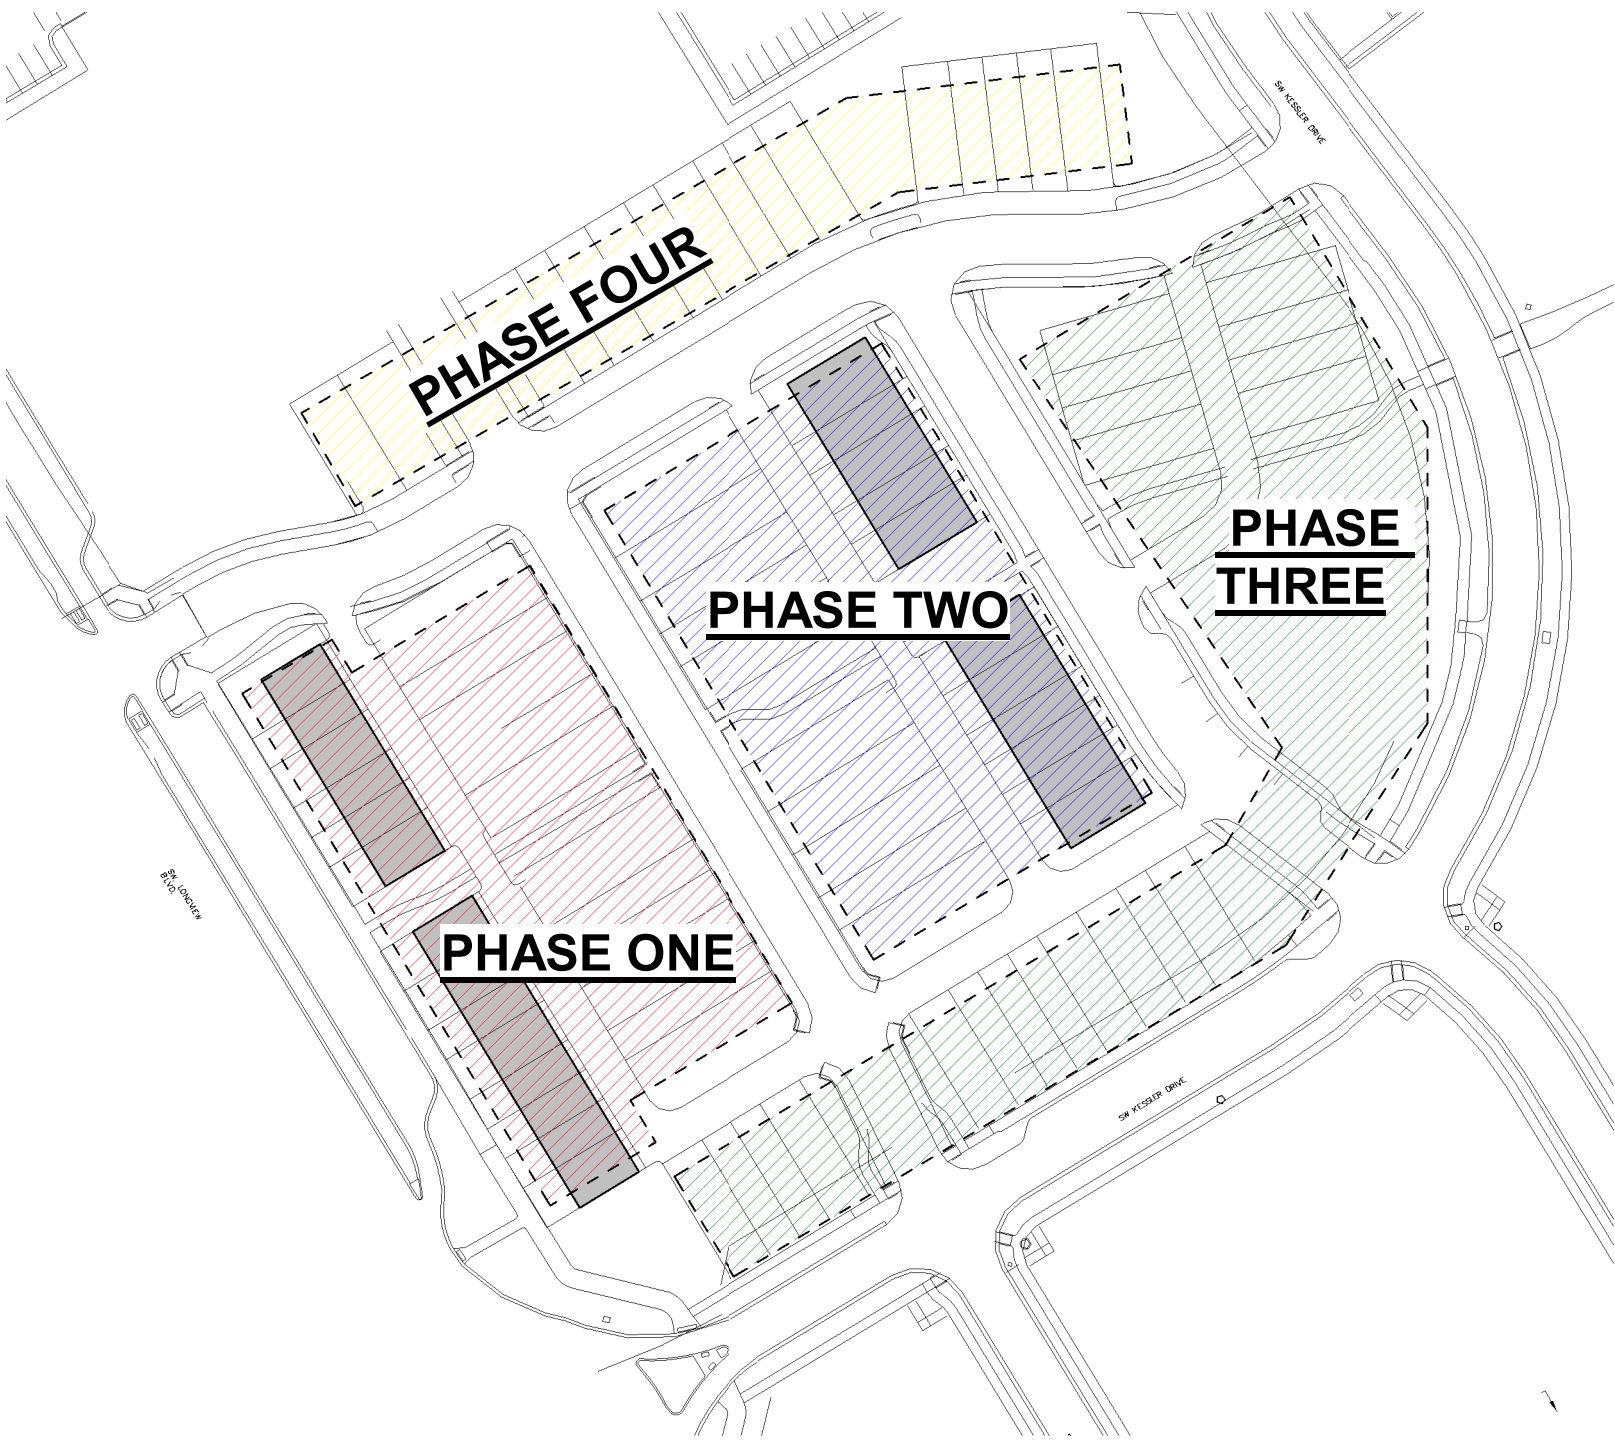 SW KESSLER DRIVE
PHASE FOUR
PHASE
THREE
PHASE TWO
SW LONGVIEW
BLVD.
PHASE ONE
SW KESSLER DRIVE